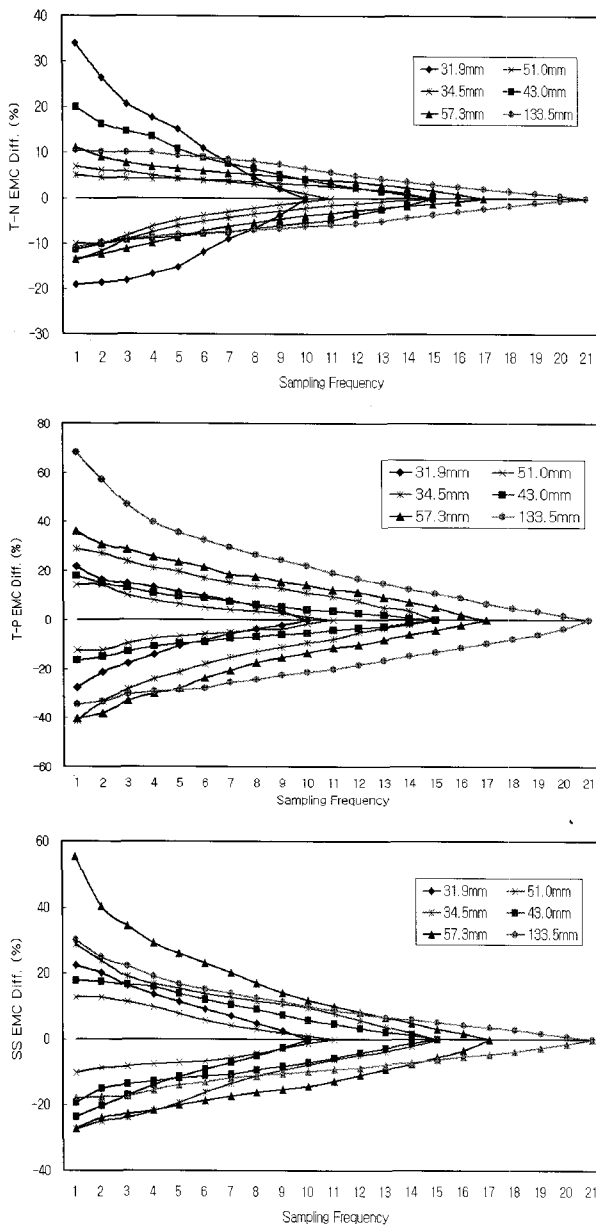 40
30
20
10
0
-10
-20
-30
T-N EMC Diff. (%)
31.9mm 51.0mm
34.5mm 43.0mm
57.3mm 133.5mm
1 2 3 4 5 6 7 8 9 10 11 12 13 14 15 16 17 18 19 20 21
Sampling Frequency
80
60
40
20
0
-20
-40
-60
T-P EMC Diff. (%)
31.9mm 51.0mm
34.5mm 43.0mm
57.3mm 133.5mm
1 2 3 4 5 6 7 8 9 10 11 12 13 14 15 16 17 18 19 20 21
Sampling Frequency
60
40
20
0
-20
-40
SS EMC Diff. (%)
31.9mm 51.0mm
34.5mm 43.0mm
57.3mm 133.5mm
1 2 3 4 5 6 7 8 9 10 11 12 13 14 15 16 17 18 19 20 21
Sampling Frequency